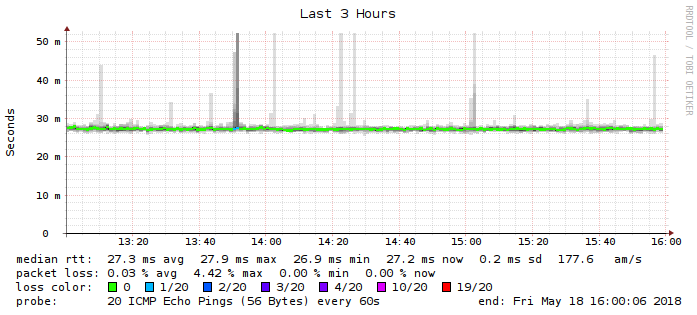 Last 3 Hours
RRDTOOL / TOBI OETIKER
Seconds
50 m
40 m
30 m
20 m
10 m
0
13:20 13:40 14:00 14:20 14:40 15:00 15:20 15:40 16:00
median rtt: 27.3 ms avg 27.9 ms max 26.9 ms min 27.2 ms now 0.2 ms sd 177.6 am/s
packet loss: 0.03 % avg 4.42 % max 0.00 % min 0.00 % now
loss color: 0 1/20 2/20 3/20 4/20 10/20 19/20
probe: 20 ICMP Echo Pings (56 Bytes) every 60s end: Fri May 18 16:00:06 2018